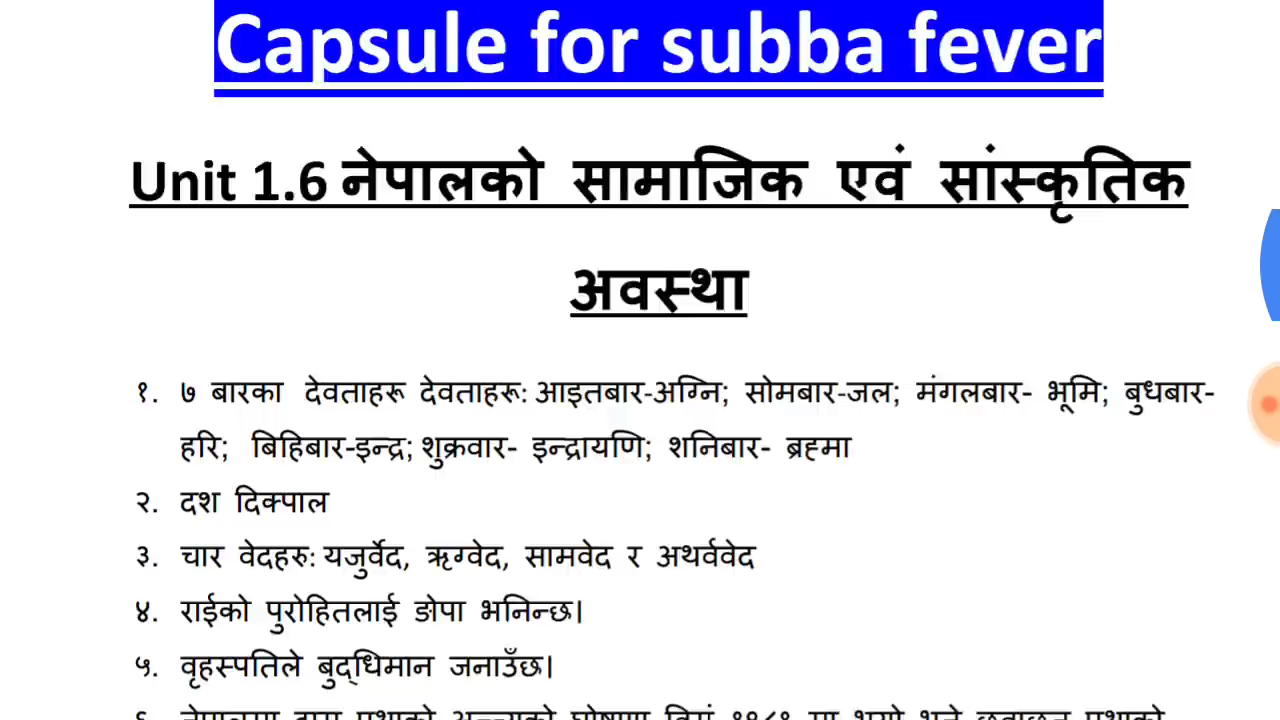 Capsule for subba fever
Unit 1.6 नेपालको सामाजिक एवं सांस्कृतिक
अवस्था
१. ७ बारका देवताहरू देवताहरू: आइतबार-अग्नि; सोमबार-जल; मंगलबार- भूमि; बुधबार-
हरि; बिहिबार-इन्द्र; शुक्रवार- इन्द्रायणि; शनिबार- ब्रह्मा
२. दश दिक्पाल
३. चार वेदहरु: यजुर्वेद, ऋग्वेद, सामवेद र अथर्ववेद
४. राईको पुरोहितलाई ङोपा भनिन्छ।
५. वृहस्पतिले बुद्धिमान जनाउँछ।